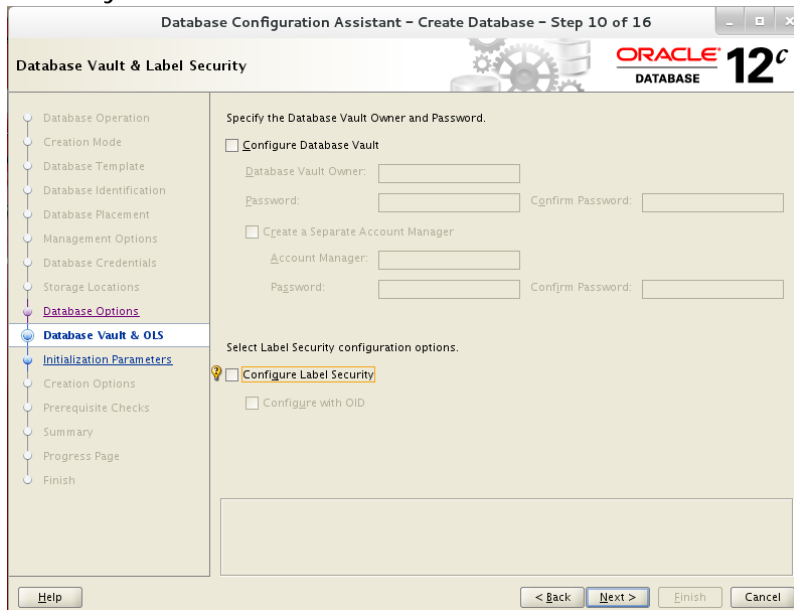 Database Configuration Assistant - Create Database - Step 10 of 16
Database Vault & Label Security
ORACLE
DATABASE
12c
Database Operation
Creation Mode
Database Template
Database Identification
Database Placement
Management Options
Database Credentials
Storage Locations
Database Options
Database Vault & OLS
Initialization Parameters
Creation Options
Prerequisite Checks
Summary
Progress Page
Finish
Specify the Database Vault Owner and Password.
Configure Database Vault
Database Vault Owner:
Password: Confirm Password:
Create a Separate Account Manager
Account Manager:
Password: Confirm Password:
Select Label Security configuration options.
Configure Label Security
Configure with OID
Help < Back Next > Finish Cancel